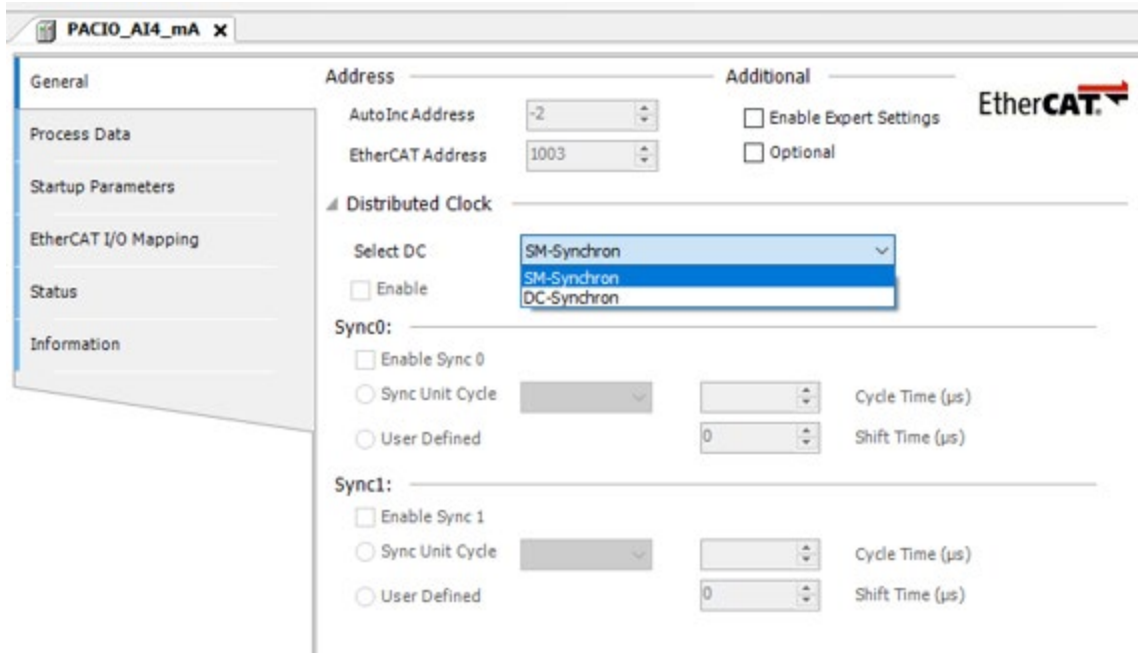 PACIO_AI4_mA X
General
Process Data
Startup Parameters
EtherCAT I/O Mapping
Status
Information
Address
AutoInc Address -2
EtherCAT Address 1003
Additional
Enable Expert Settings
Optional
EtherCAT.
Distributed Clock
Select DC SM-Synchron
SM-Synchron
DC-Synchron
Enable
Sync0:
Enable Sync 0
Sync Unit Cycle Cycle Time (µs)
User Defined 0 Shift Time (µs)
Sync1:
Enable Sync 1
Sync Unit Cycle Cycle Time (µs)
User Defined 0 Shift Time (µs)